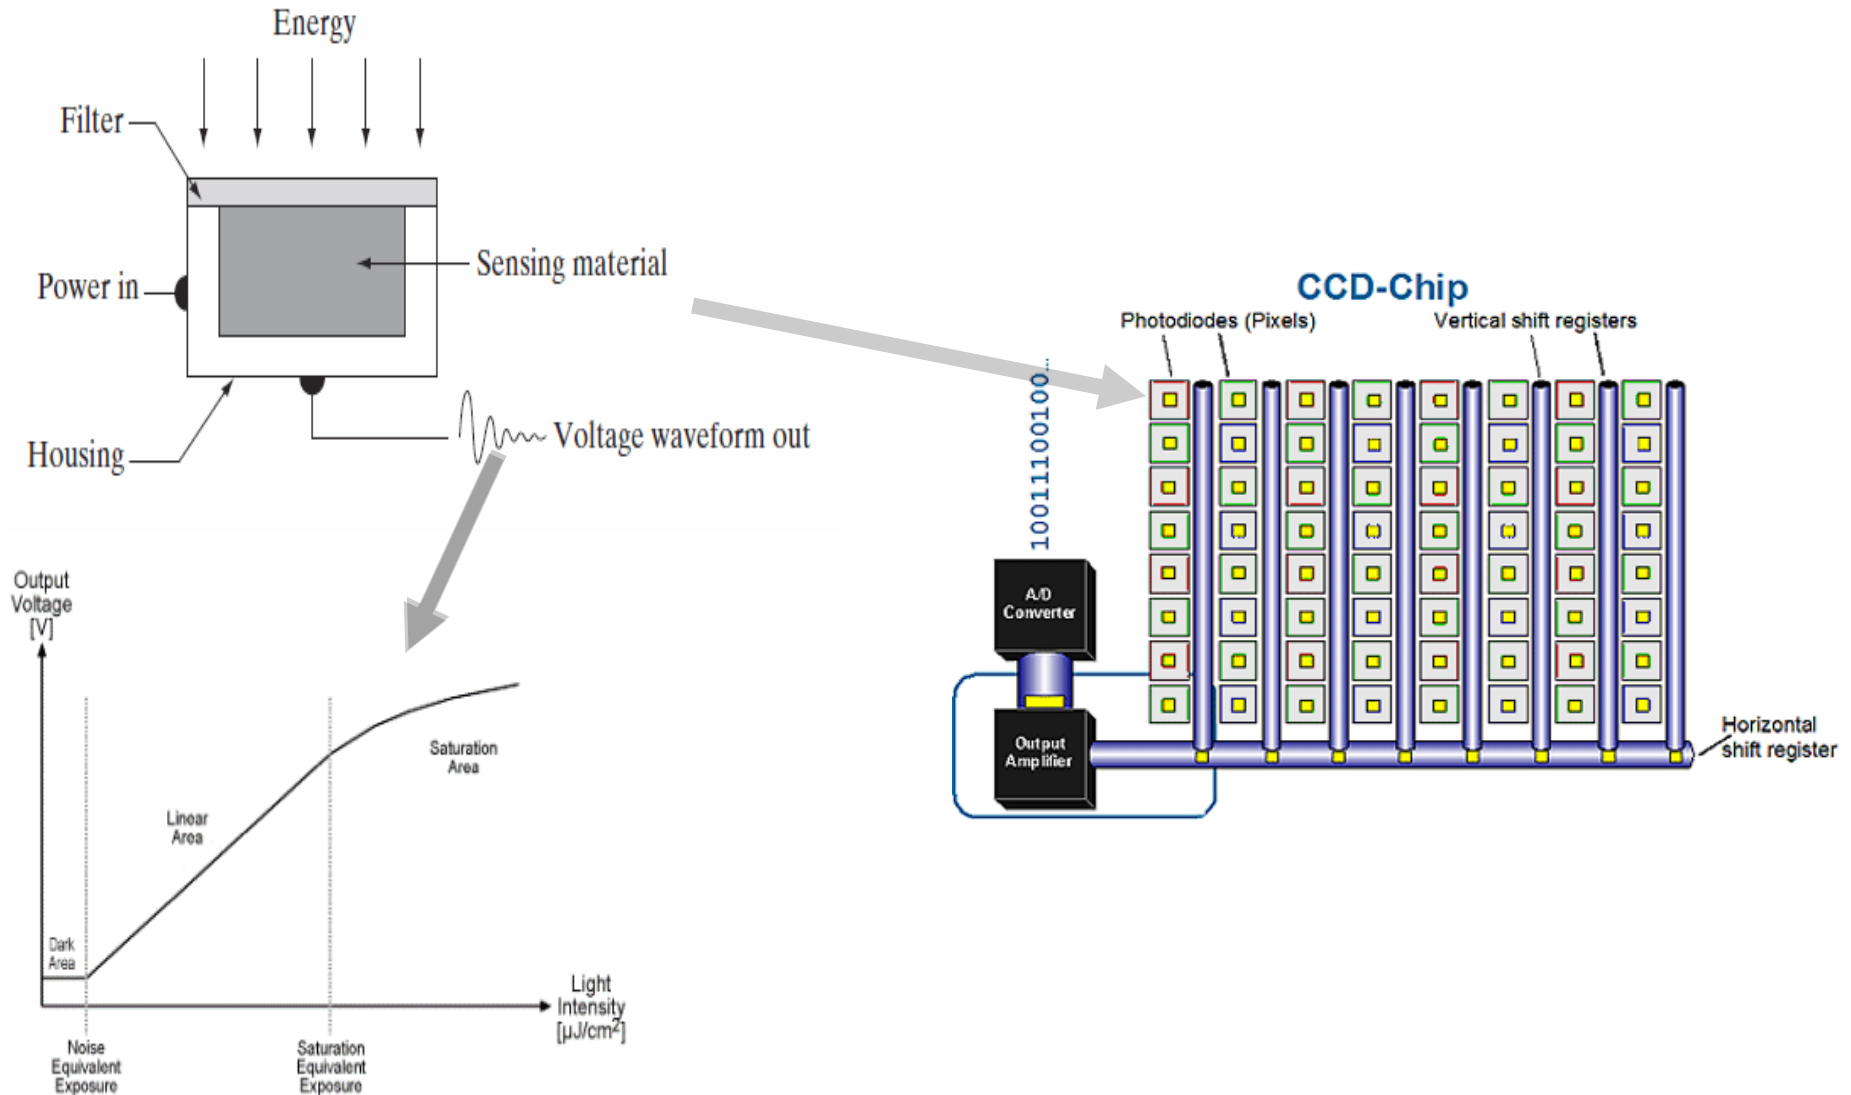 Energy
Filter
Sensing material
Power in
Housing
Voltage waveform out
CCD-Chip
Photodiodes (Pixels)
Vertical shift registers
10011100100...
A/D
Converter
Output
Amplifier
Horizontal
shift register
Output
Voltage
[V]
Saturation
Area
Linear
Area
Dark
Area
Light
Intensity
[µJ/cm²]
Noise
Equivalent
Exposure
Saturation
Equivalent
Exposure